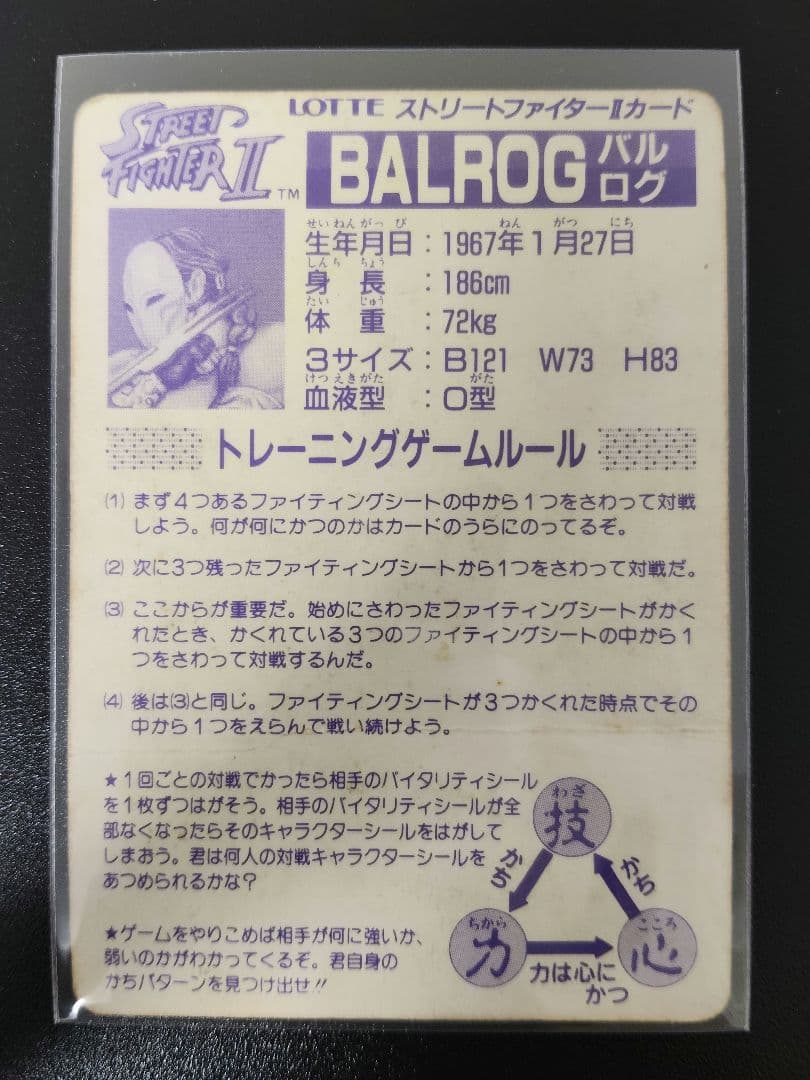 STREET FIGHTER II TM
LOTTE ストリートファイターIIカード
BALROG バルログ
生年月日：1967年1月27日
せいねんがっぴ ねん がつ にち
身長：186cm
しんちょう
体重：72kg
たいじゅう
3サイズ：B121 W73 H83
血液型：O型
けつえきがた がた
トレーニングゲームルール
(1) まず4つあるファイティングシートの中から1つをさわって対戦
しよう。何が何にかつのかはカードのうらにのってるぞ。
(2) 次に3つ残ったファイティングシートから1つをさわって対戦だ。
(3) ここからが重要だ。始めにさわったファイティングシートがかく
れたとき、かくれている3つのファイティングシートの中から1
つをさわって対戦するんだ。
(4) 後は(3)と同じ。ファイティングシートが3つかくれた時点でその
中から1つをえらんで戦い続けよう。
★1回ごとの対戦でかったら相手のバイタリティシール
を1枚ずつはがそう。相手のバイタリティシールが全
部なくなったらそのキャラクターシールをはがして
しまおう。君は何人の対戦キャラクターシールを
あつめられるかな？
★ゲームをやりこめば相手が何に強いか、
弱いのかがわかってくるぞ。君自身の
かちパターンを見つけ出せ!!
わざ
技
かち
かち
ちから
力
こころ
心
力は心に
かつ